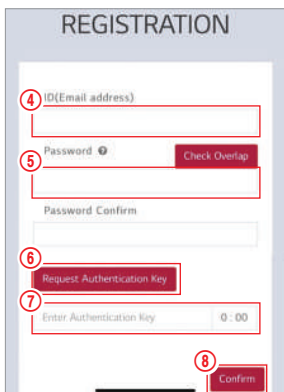 REGISTRATION
④ ID(Email address)
Password ?
Check Overlap
⑤
Password Confirm
⑥
Request Authentication Key
⑦
Enter Authentication Key 0 : 00
⑧
Confirm